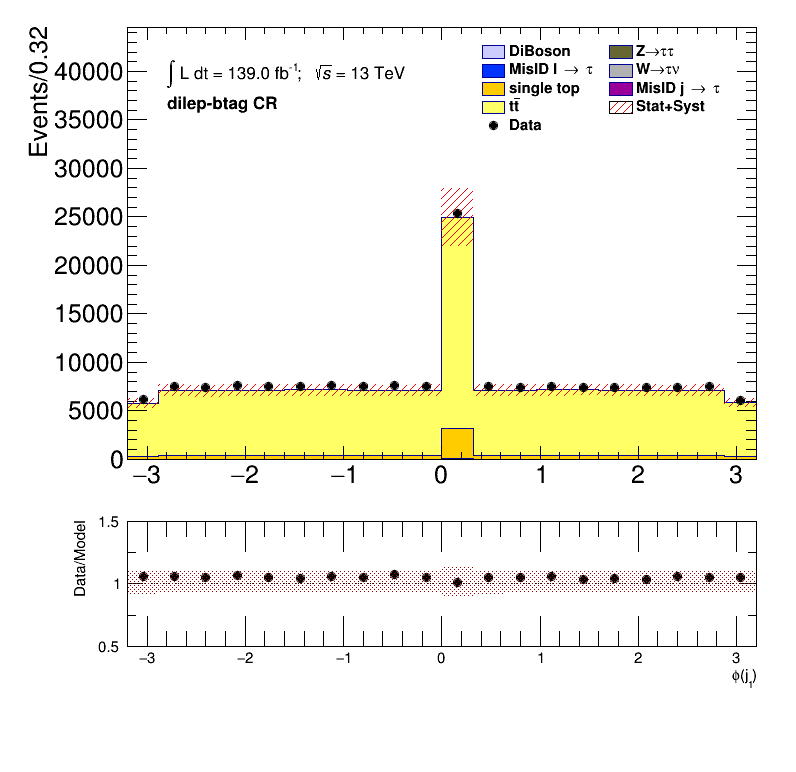 Events/0.32
40000
35000
30000
25000
20000
15000
10000
5000
0
∫ L dt = 139.0 fb⁻¹; √s = 13 TeV
dilep-btag CR
DiBoson
MisID l → τ
single top
tt̄
Data
Z→ττ
W→τν
MisID j → τ
Stat+Syst
−3 −2 −1 0 1 2 3
Data/Model
1.5
1
0.5
−3 −2 −1 0 1 2 3
ϕ(j₁)